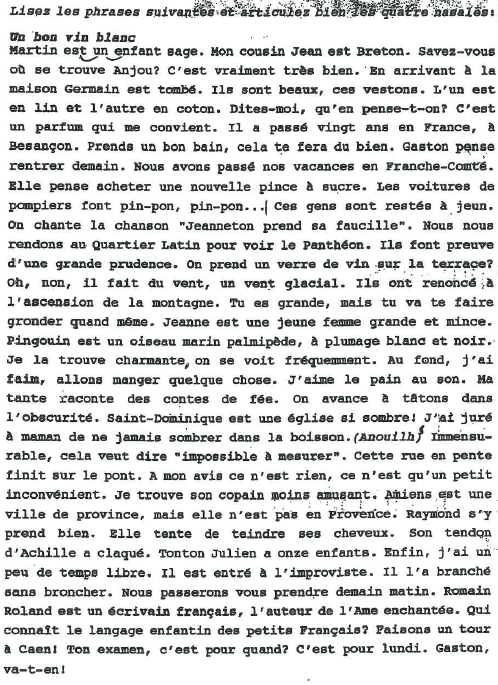 Lisez les phrases suivantes et articulez bien les quatre nasales:
Un bon vin blanc
Martin est un enfant sage. Mon cousin Jean est Breton. Savez-vous
où se trouve Anjou? C'est vraiment très bien. En arrivant à la
maison Germain est tombé. Ils sont beaux, ces vestons. L'un est
en lin et l'autre en coton. Dites-moi, qu'en pense-t-on? C'est
un parfum qui me convient. Il a passé vingt ans en France, à
Besançon. Prends un bon bain, cela te fera du bien. Gaston pense
rentrer demain. Nous avons passé nos vacances en Franche-Comté.
Elle pense acheter une nouvelle pince à sucre. Les voitures de
pompiers font pin-pon, pin-pon... Ces gens sont restés à jeun.
On chante la chanson "Jeanneton prend sa faucille". Nous nous
rendons au Quartier Latin pour voir le Panthéon. Ils font preuve
d'une grande prudence. On prend un verre de vin sur la terrace?
Oh, non, il fait du vent, un vent glacial. Ils ont renoncé à
l'ascension de la montagne. Tu es grande, mais tu va te faire
gronder quand même. Jeanne est une jeune femme grande et mince.
Pingouin est un oiseau marin palmipède, à plumage blanc et noir.
Je la trouve charmante, on se voit fréquemment. Au fond, j'ai
faim, allons manger quelque chose. J'aime le pain au son. Ma
tante raconte des contes de fée. On avance à tâtons dans
l'obscurité. Saint-Dominique est une église si sombre! J'ai juré
à maman de ne jamais sombrer dans la boisson. (Anouilh) Immensu-
rable, cela veut dire "impossible à mesurer". Cette rue en pente
finit sur le pont. A mon avis ce n'est rien, ce n'est qu'un petit
inconvénient. Je trouve son copain moins amusant. Amiens est une
ville de province, mais elle n'est pas en Provence. Raymond s'y
prend bien. Elle tente de teindre ses cheveux. Son tendon
d'Achille a claqué. Tonton Julien a onze enfants. Enfin, j'ai un
peu de temps libre. Il est entré à l'improviste. Il l'a branché
sans broncher. Nous passerons vous prendre demain matin. Romain
Roland est un écrivain français, l'auteur de l'Ame enchantée. Qui
connaît le langage enfantin des petits Français? Faisons un tour
à Caen! Ton examen, c'est pour quand? C'est pour lundi. Gaston,
va-t-en!